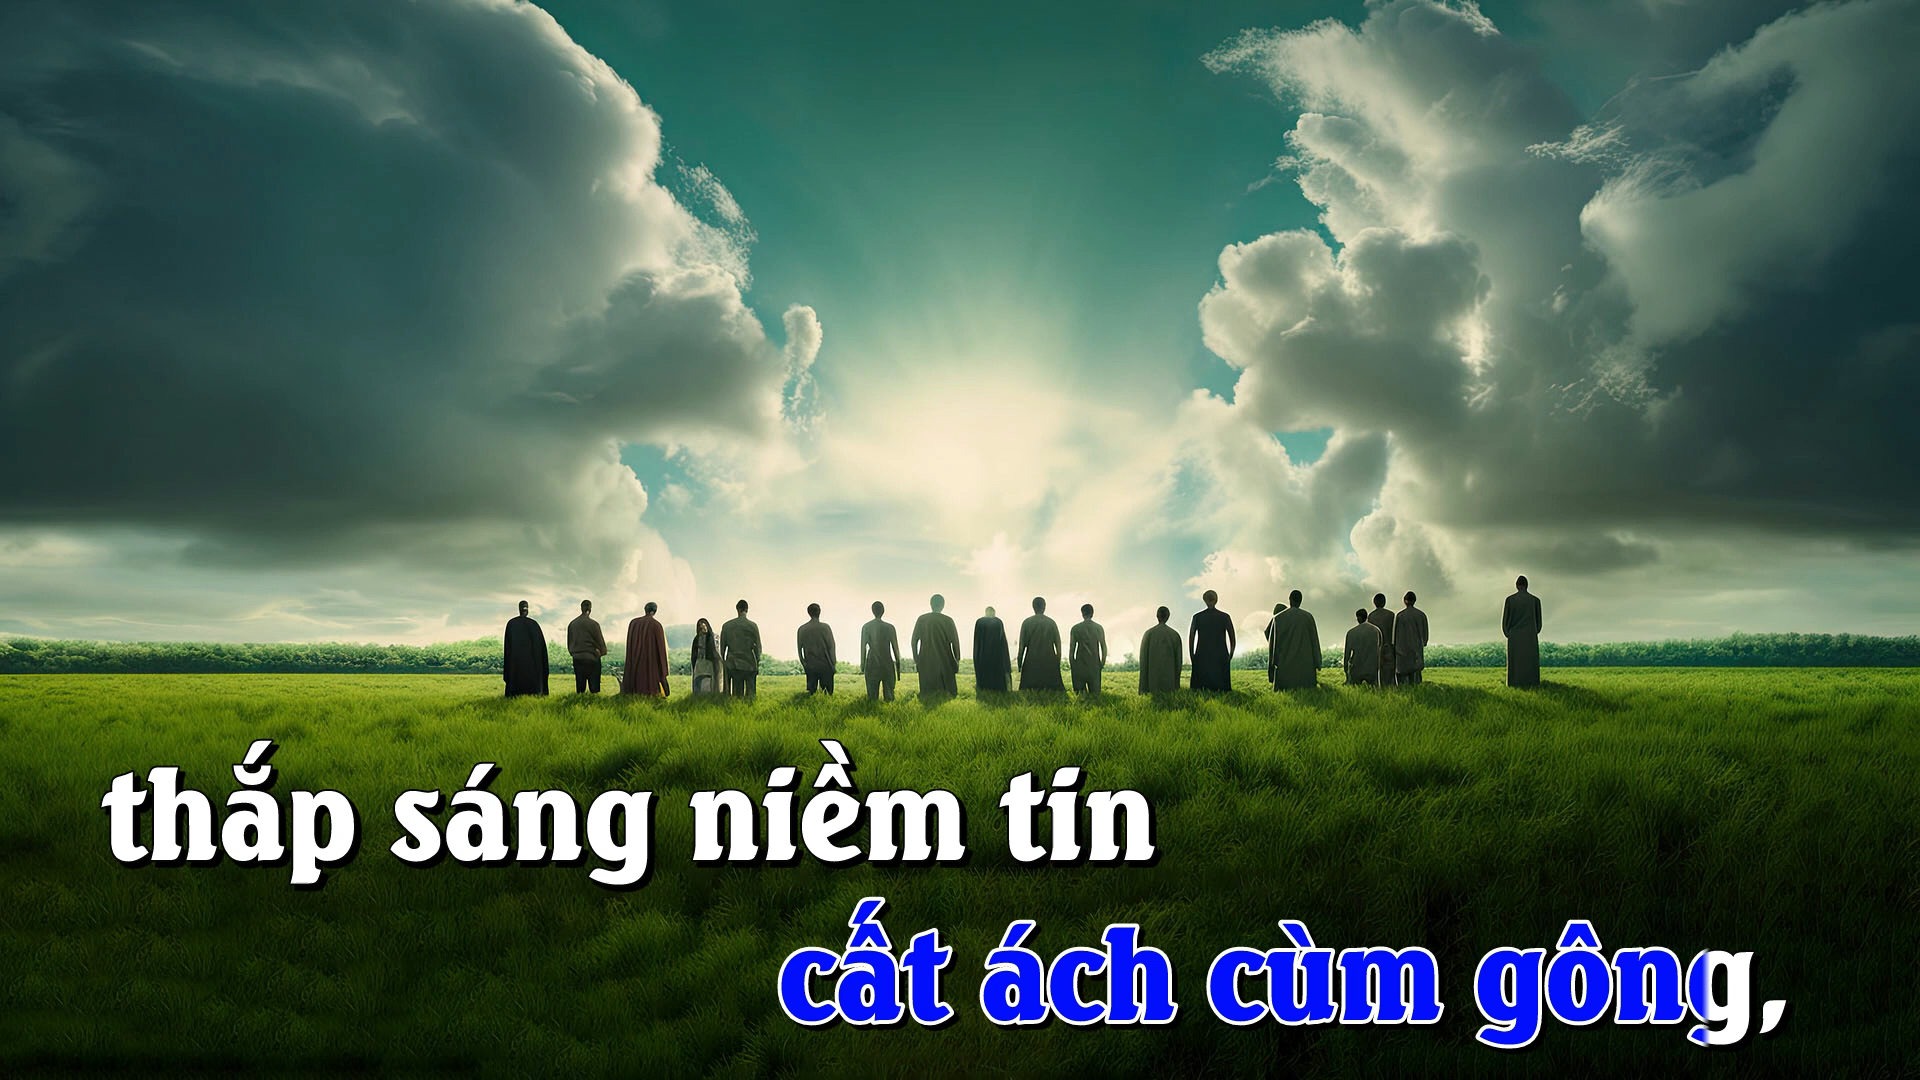 thắp sáng niềm tin
cất ách cùm gông,